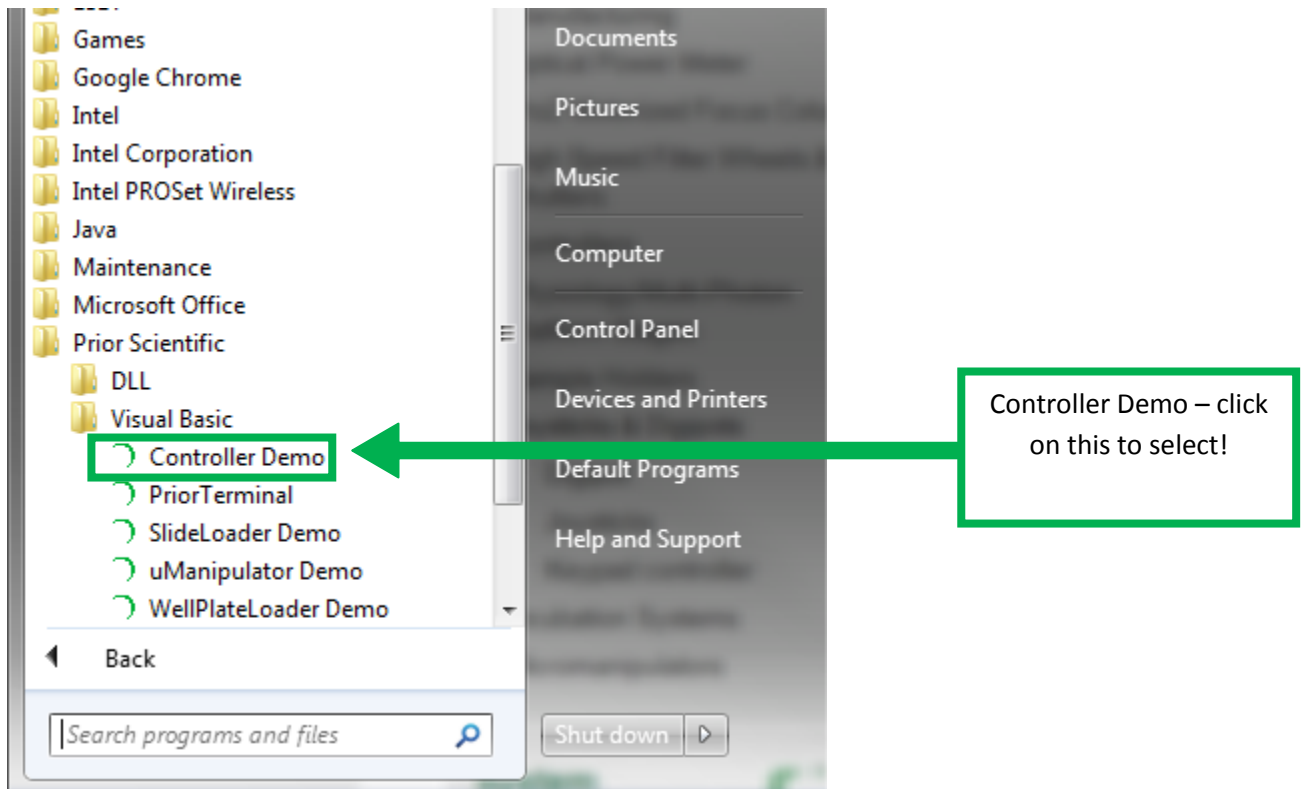 Games
Google Chrome
Intel
Intel Corporation
Intel PROSet Wireless
Java
Maintenance
Microsoft Office
Prior Scientific
DLL
Visual Basic
Controller Demo
PriorTerminal
SlideLoader Demo
uManipulator Demo
WellPlateLoader Demo
Back
Search programs and files
Documents
Pictures
Music
Computer
Control Panel
Devices and Printers
Default Programs
Help and Support
Shut down
Controller Demo – click
on this to select!